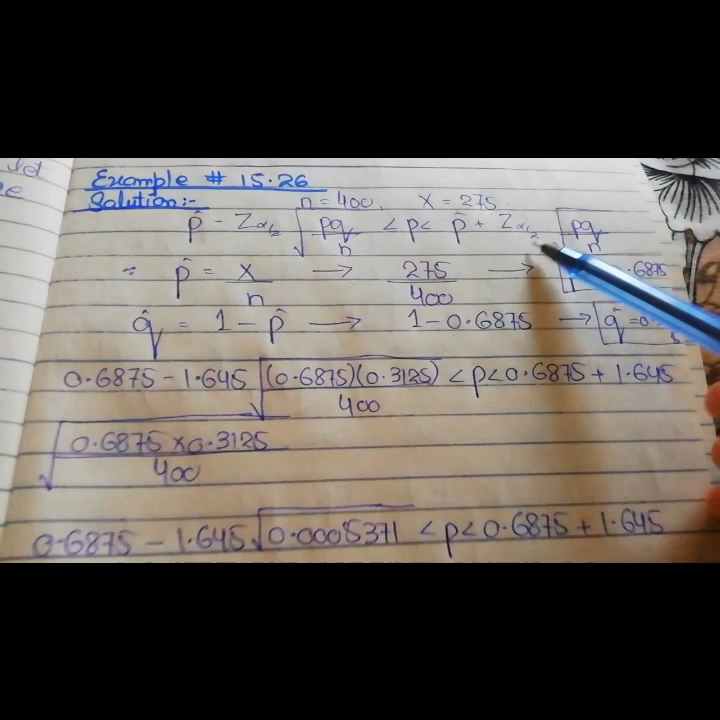 Example # 15.26
Solution:- n = 400, X = 275
p̂ - Zα/2 √(pq/n) < p < p̂ + Zα/2 √(pq/n)
∵ p̂ = X/n → 275/400 → .6875
q̂ = 1 - p̂ → 1 - 0.6875 → q̂ = 0.
0.6875 - 1.645 √((0.6875)(0.3125)/400) < p < 0.6875 + 1.645
√(0.6875 × 0.3125/400)
0.6875 - 1.645 √0.0005371 < p < 0.6875 + 1.645